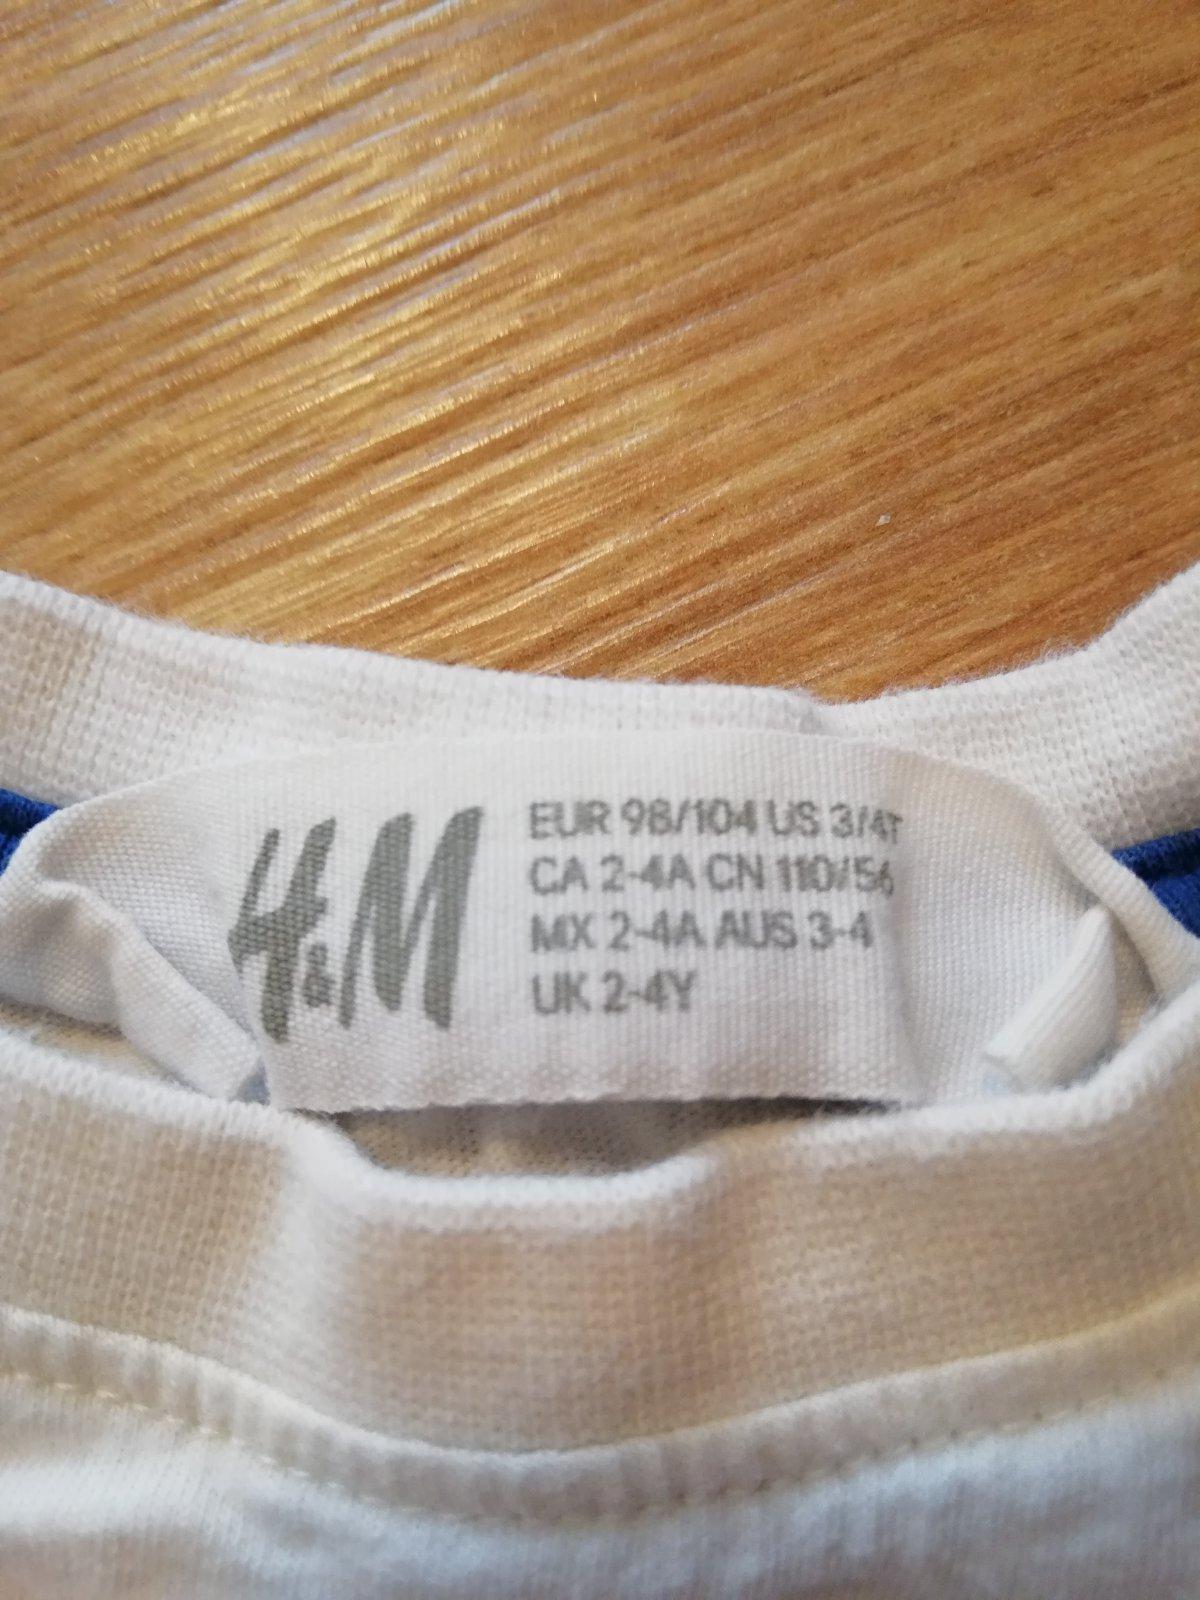 H&M
EUR 98/104 US 3/4T
CA 2-4A CN 110/56
MX 2-4A AUS 3-4
UK 2-4Y